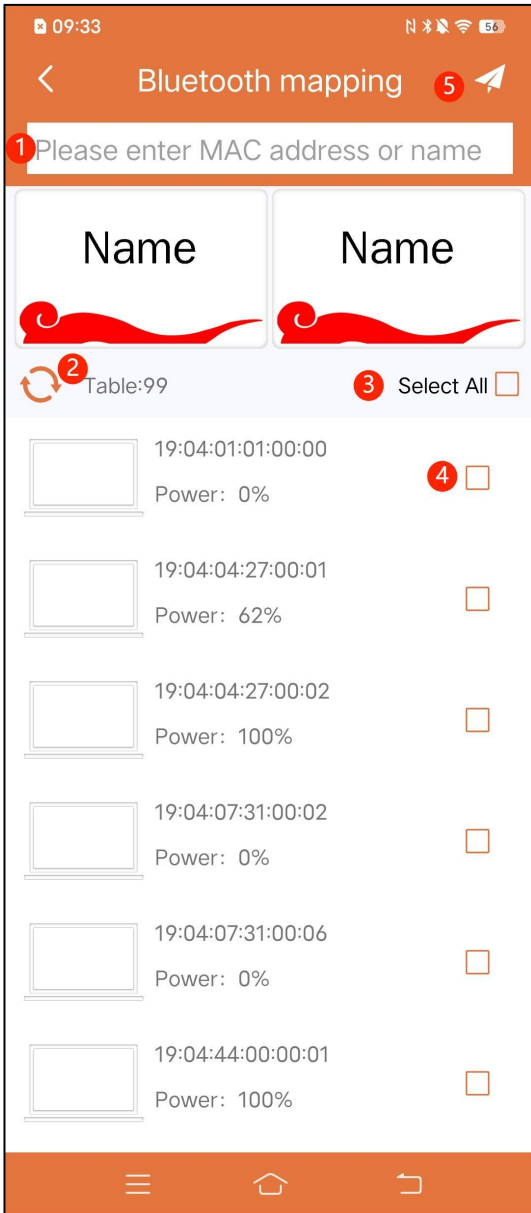 09:33 56
Bluetooth mapping 5
1 Please enter MAC address or name
Name Name
2 Table:99 3 Select All
19:04:01:01:00:00
Power: 0% 4
19:04:04:27:00:01
Power: 62%
19:04:04:27:00:02
Power: 100%
19:04:07:31:00:02
Power: 0%
19:04:07:31:00:06
Power: 0%
19:04:44:00:00:01
Power: 100%